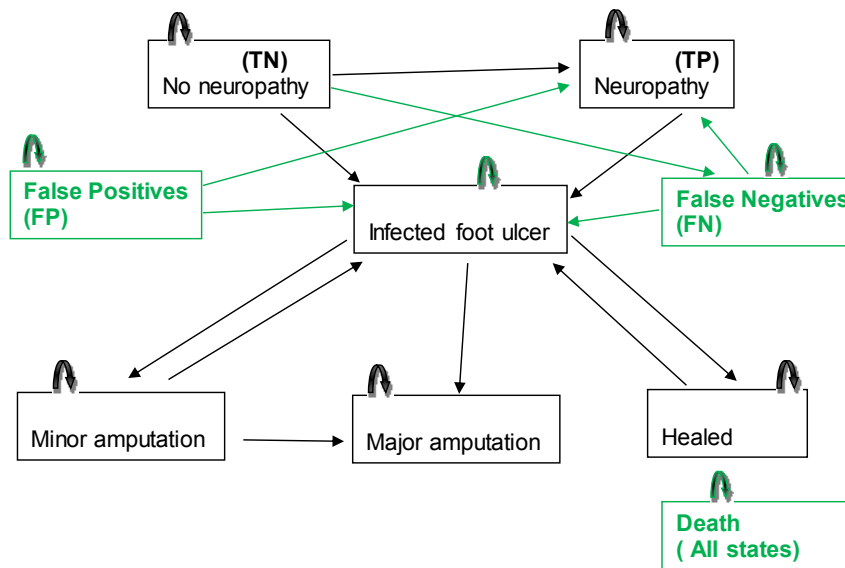 (TN)
No neuropathy
(TP)
Neuropathy
False Positives
(FP)
Infected foot ulcer
False Negatives
(FN)
Minor amputation
Major amputation
Healed
Death
( All states)